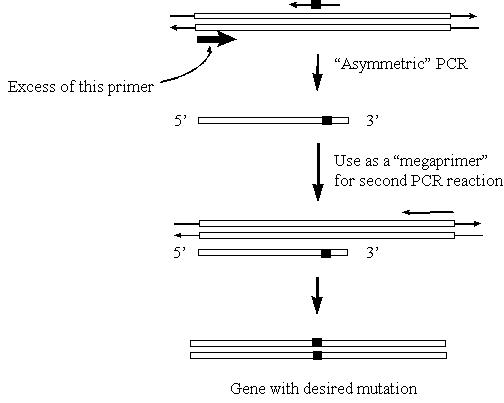 “Asymmetric” PCR
Excess of this primer
5’ 3’
Use as a “megaprimer”
for second PCR reaction
5’ 3’
Gene with desired mutation